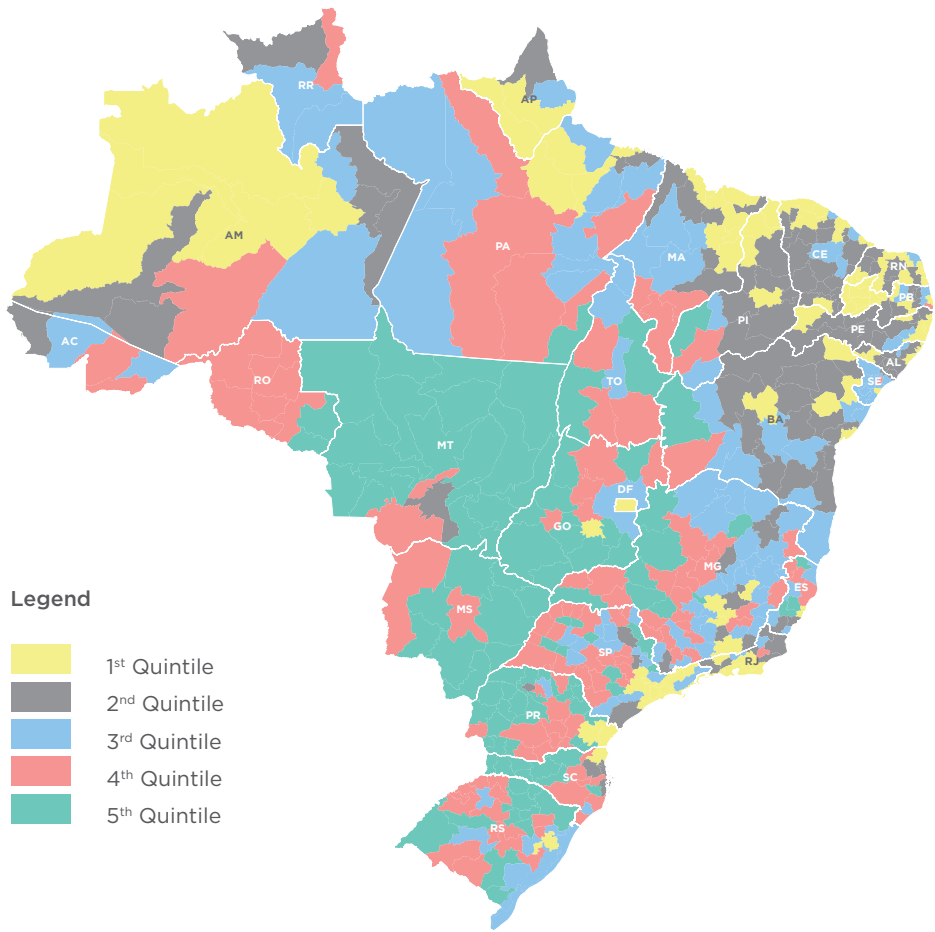 RR
AP
AM
PA
MA
CE
RN
PB
PI
PE
AL
SE
AC
RO
TO
BA
MT
DF
GO
MG
ES
MS
SP
RJ
PR
SC
RS
Legend
1st Quintile
2nd Quintile
3rd Quintile
4th Quintile
5th Quintile